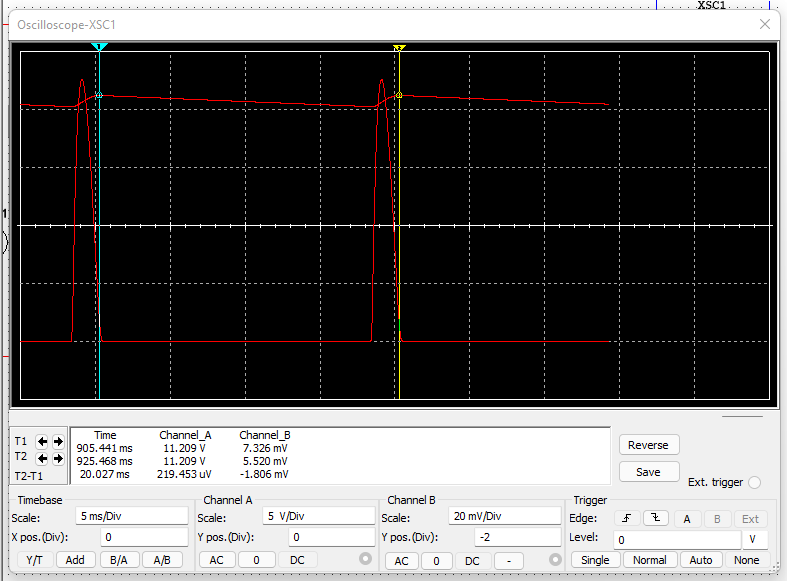 XSC1
Oscilloscope-XSC1
1
T1
T2
T2-T1
Time Channel_A Channel_B
905.441 ms 11.209 V 7.326 mV
925.468 ms 11.209 V 5.520 mV
20.027 ms 219.453 uV -1.806 mV
Reverse
Save
Ext. trigger
Timebase
Scale: 5 ms/Div
X pos.(Div): 0
Y/T Add B/A A/B
Channel A
Scale: 5 V/Div
Y pos.(Div): 0
AC 0 DC
Channel B
Scale: 20 mV/Div
Y pos.(Div): -2
AC 0 DC -
Trigger
Edge: A B Ext
Level: 0 V
Single Normal Auto None